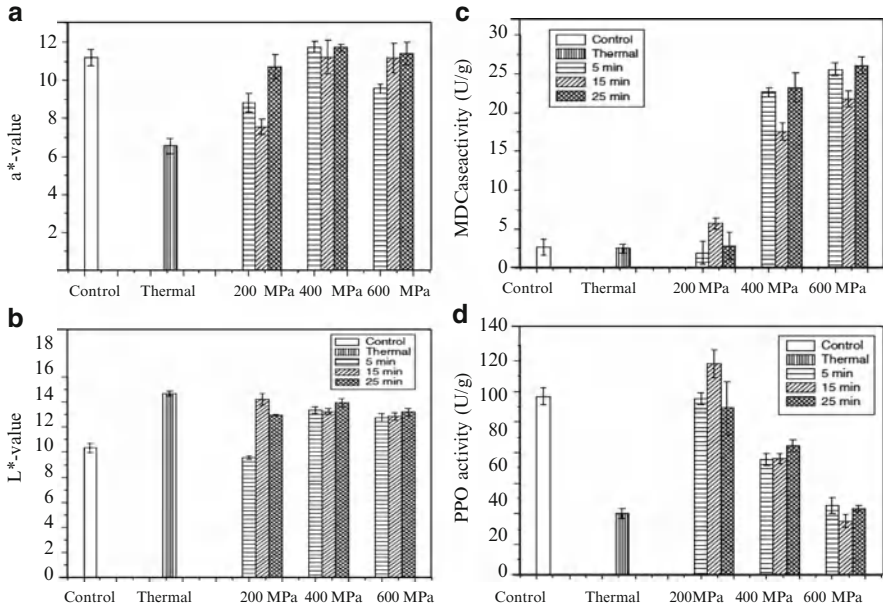 a
a*-value
12
10
8
6
4
2
Control Thermal 200 MPa 400 MPa 600 MPa
b
L*-value
18
16
14
12
10
8
6
4
2
0
Control
Thermal
5 min
15 min
25 min
Control Thermal 200 MPa 400 MPa 600 MPa
c
MDCaseactivity (U/g)
30
25
20
15
10
5
0
Control
Thermal
5 min
15 min
25 min
Control Thermal 200 MPa 400 MPa 600 MPa
d
PPO activity (U/g)
140
120
100
80
60
40
20
0
Control
Thermal
5 min
15 min
25 min
Control Thermal 200MPa 400 MPa 600 MPa